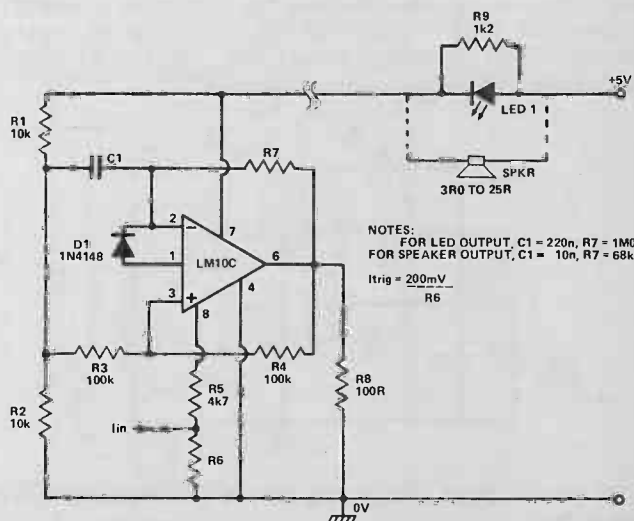 R9
1k2
+5V
LED 1
R1
10k
C1
R7
SPKR
3R0 TO 25R
D1
1N4148
2
7
–
LM10C
1
6
3
+
4
8
NOTES:
FOR LED OUTPUT, C1 = 220n, R7 = 1M0
FOR SPEAKER OUTPUT, C1 = 10n, R7 = 68k
Itrig = 200mV
R6
R3
100k
R4
100k
R5
4k7
R8
100R
R2
10k
Iin
R6
0V